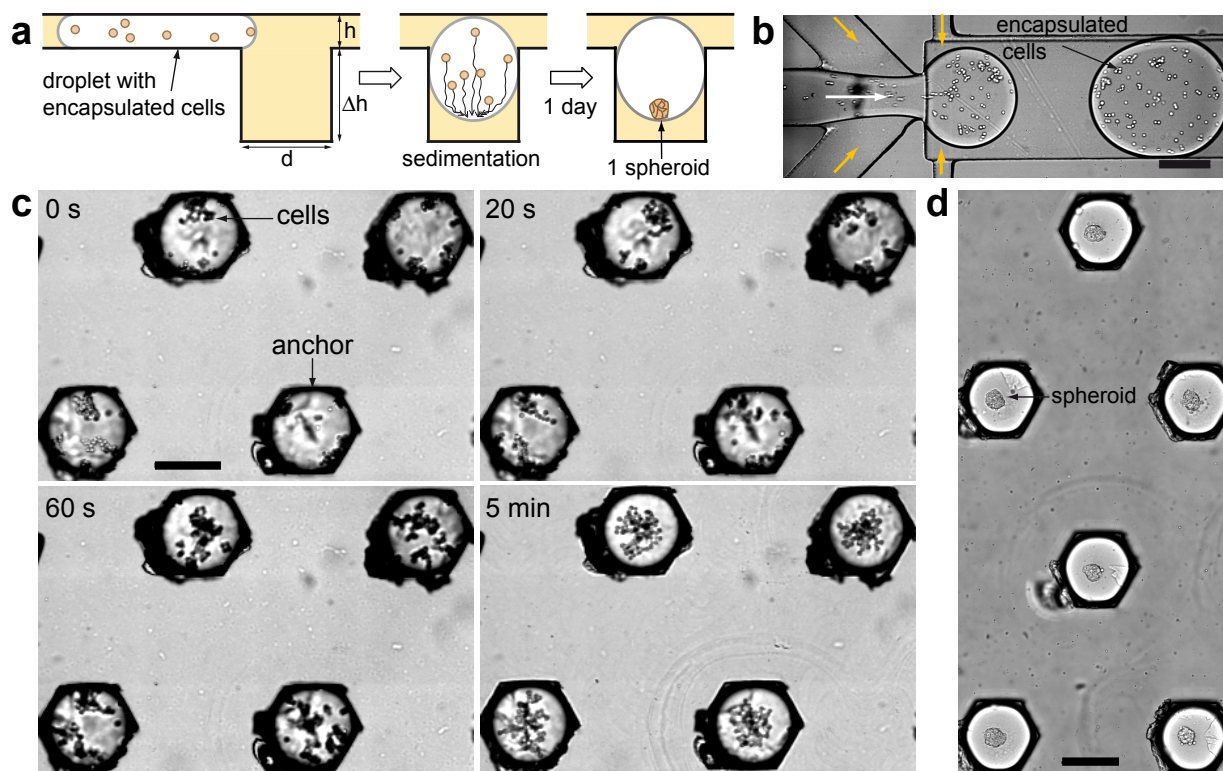 a
h
droplet with
encapsulated cells
Δh
d
sedimentation
1 day
1 spheroid
b
encapsulated
cells
c
0 s
cells
anchor
20 s
60 s
5 min
d
spheroid